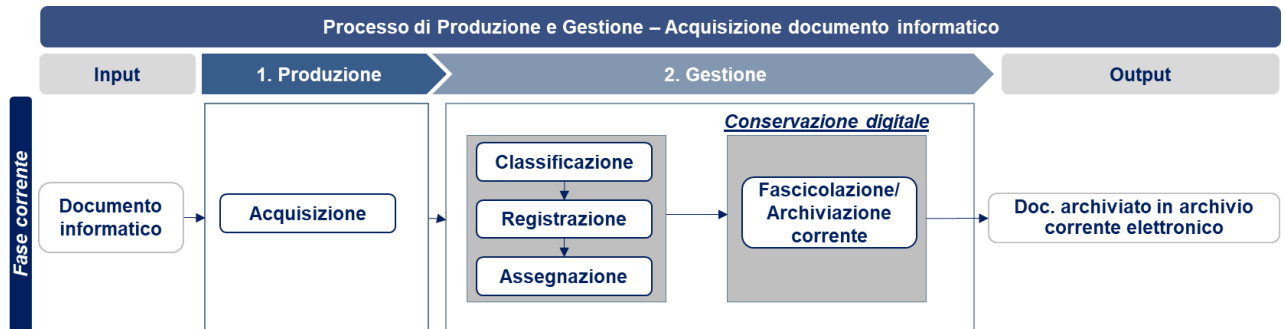 Processo di Produzione e Gestione – Acquisizione documento informatico
Input
1. Produzione
2. Gestione
Output
Fase corrente
Documento
informatico
Acquisizione
Classificazione
Registrazione
Assegnazione
Conservazione digitale
Fascicolazione/
Archiviazione
corrente
Doc. archiviato in archivio
corrente elettronico